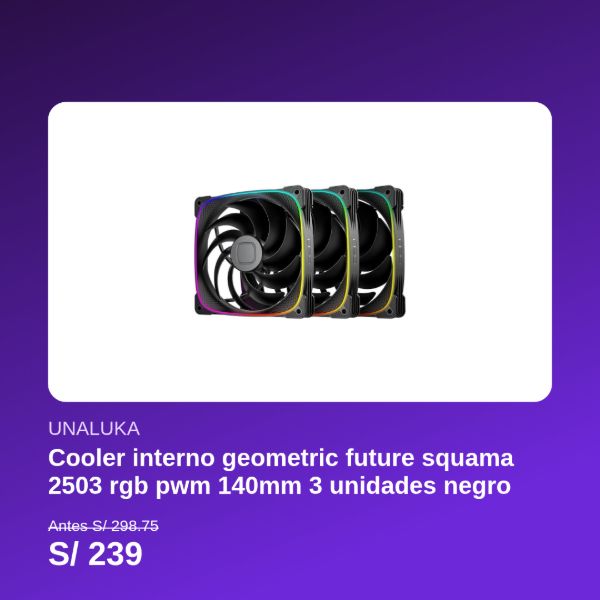 UNALUKA
Cooler interno geometric future squama
2503 rgb pwm 140mm 3 unidades negro
Antes S/ 298.75
S/ 239